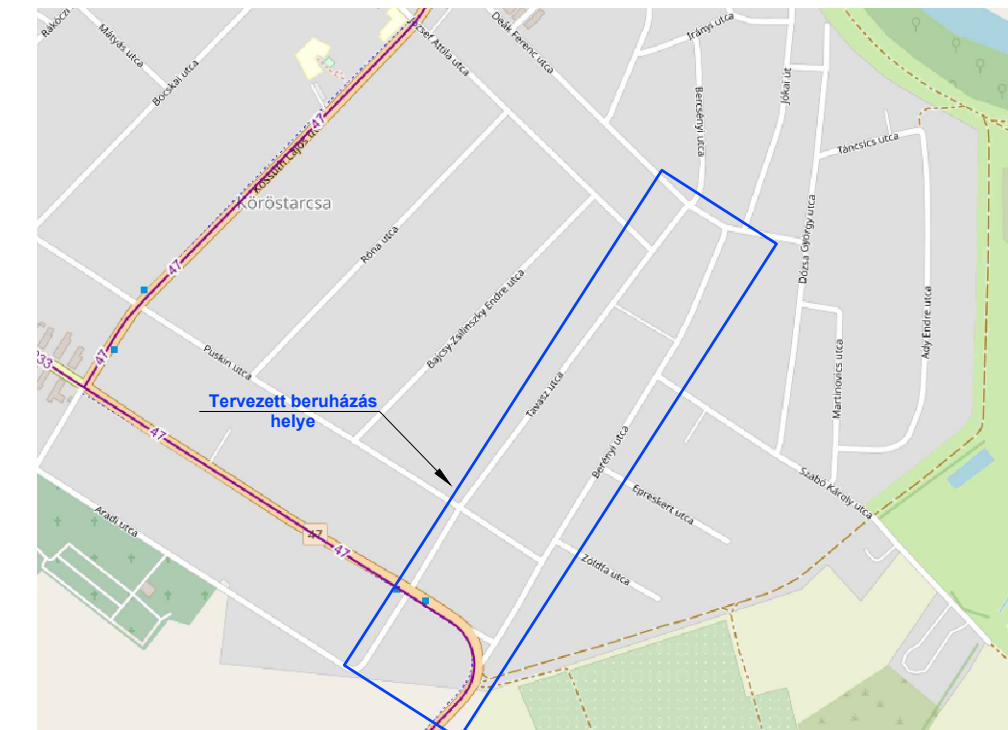 Rákóczi
Mátyás utca
Bocskai utca
József Attila utca
Deák Ferenc utca
Irányi utca
Bercsényi utca
Jókai út
Táncsics utca
47
Kossuth Lajos utca
Köröstarcsa
Róna utca
47
Dózsa György utca
Bajcsy-Zsilinszky Endre utca
Ady Endre utca
47
Puskin utca
Martinovics utca
Tervezett beruházás
helye
Tavasz utca
47
Berényi utca
Szabó Károly utca
Epreskert utca
Aradi utca
47
47
Zöldfa utca